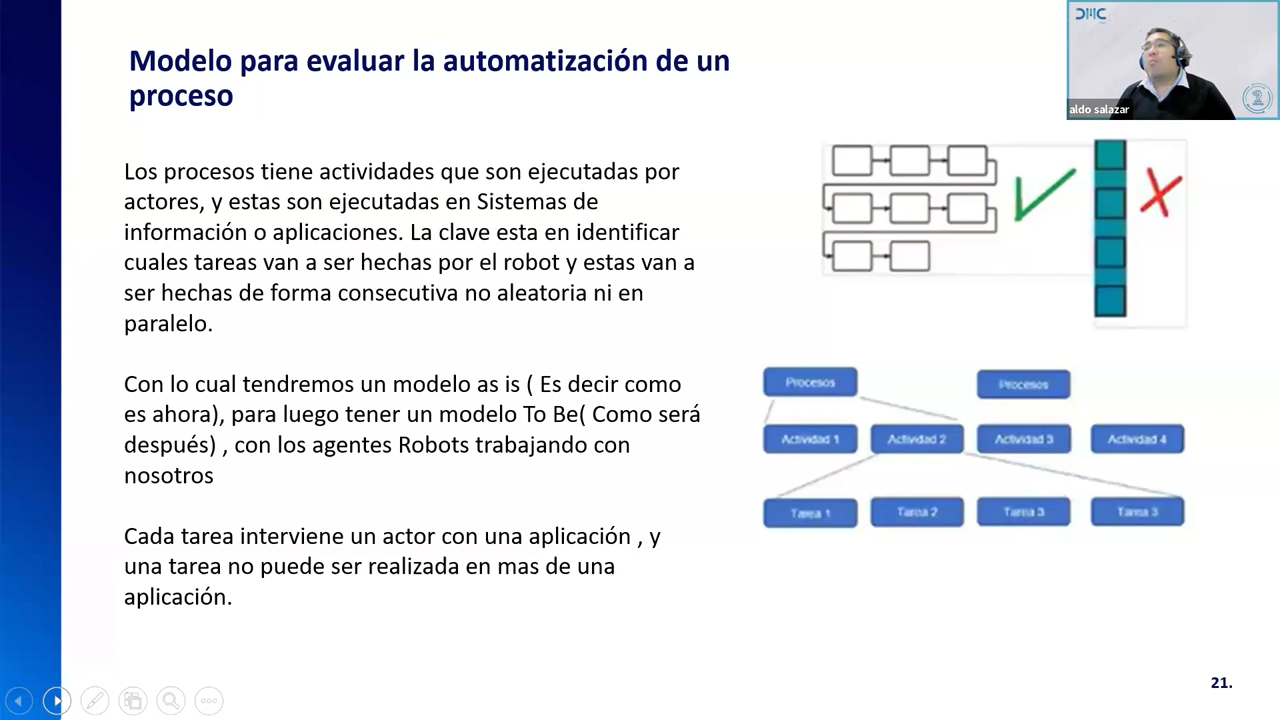 Modelo para evaluar la automatización de un
proceso
DMC
aldo salazar
Los procesos tiene actividades que son ejecutadas por
actores, y estas son ejecutadas en Sistemas de
información o aplicaciones. La clave esta en identificar
cuales tareas van a ser hechas por el robot y estas van a
ser hechas de forma consecutiva no aleatoria ni en
paralelo.
Con lo cual tendremos un modelo as is ( Es decir como
es ahora), para luego tener un modelo To Be( Como será
después) , con los agentes Robots trabajando con
nosotros
Cada tarea interviene un actor con una aplicación , y
una tarea no puede ser realizada en mas de una
aplicación.
Procesos Procesos
Actividad 1 Actividad 2 Actividad 3 Actividad 4
Tarea 1 Tarea 2 Tarea 3 Tarea 3
21.